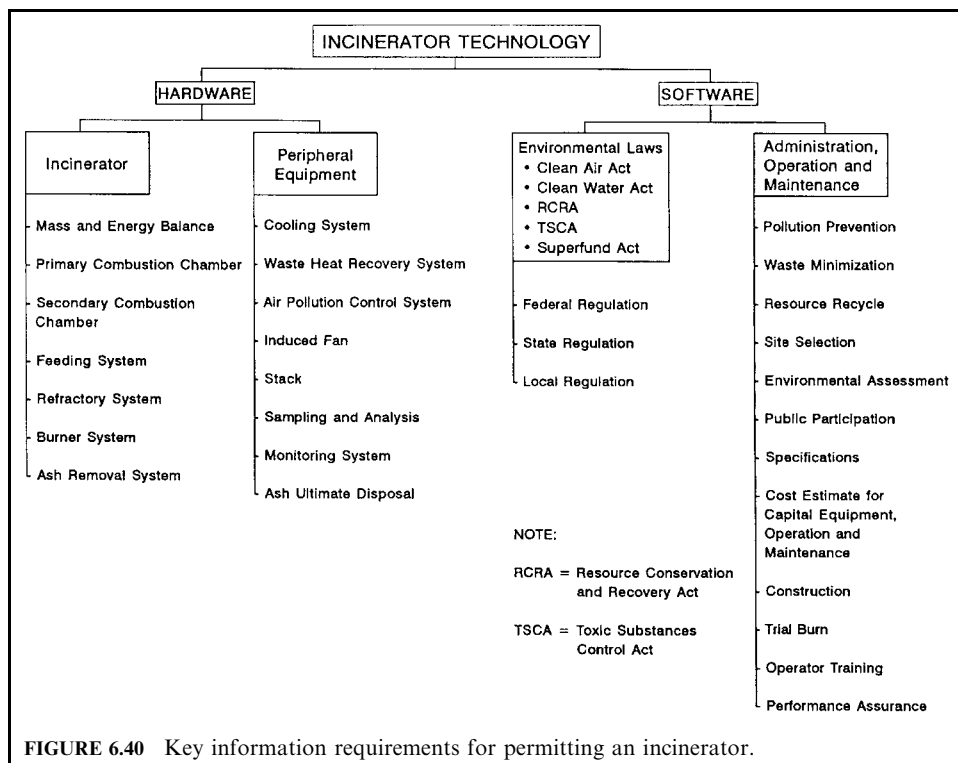 INCINERATOR TECHNOLOGY
HARDWARE
SOFTWARE
Incinerator
Mass and Energy Balance
Primary Combustion Chamber
Secondary Combustion
Chamber
Feeding System
Refractory System
Burner System
Ash Removal System
Peripheral
Equipment
Cooling System
Waste Heat Recovery System
Air Pollution Control System
Induced Fan
Stack
Sampling and Analysis
Monitoring System
Ash Ultimate Disposal
Environmental Laws
• Clean Air Act
• Clean Water Act
• RCRA
• TSCA
• Superfund Act
Federal Regulation
State Regulation
Local Regulation
NOTE:
RCRA = Resource Conservation
and Recovery Act
TSCA = Toxic Substances
Control Act
Administration,
Operation and
Maintenance
Pollution Prevention
Waste Minimization
Resource Recycle
Site Selection
Environmental Assessment
Public Participation
Specifications
Cost Estimate for
Capital Equipment,
Operation and
Maintenance
Construction
Trial Burn
Operator Training
Performance Assurance
FIGURE 6.40 Key information requirements for permitting an incinerator.